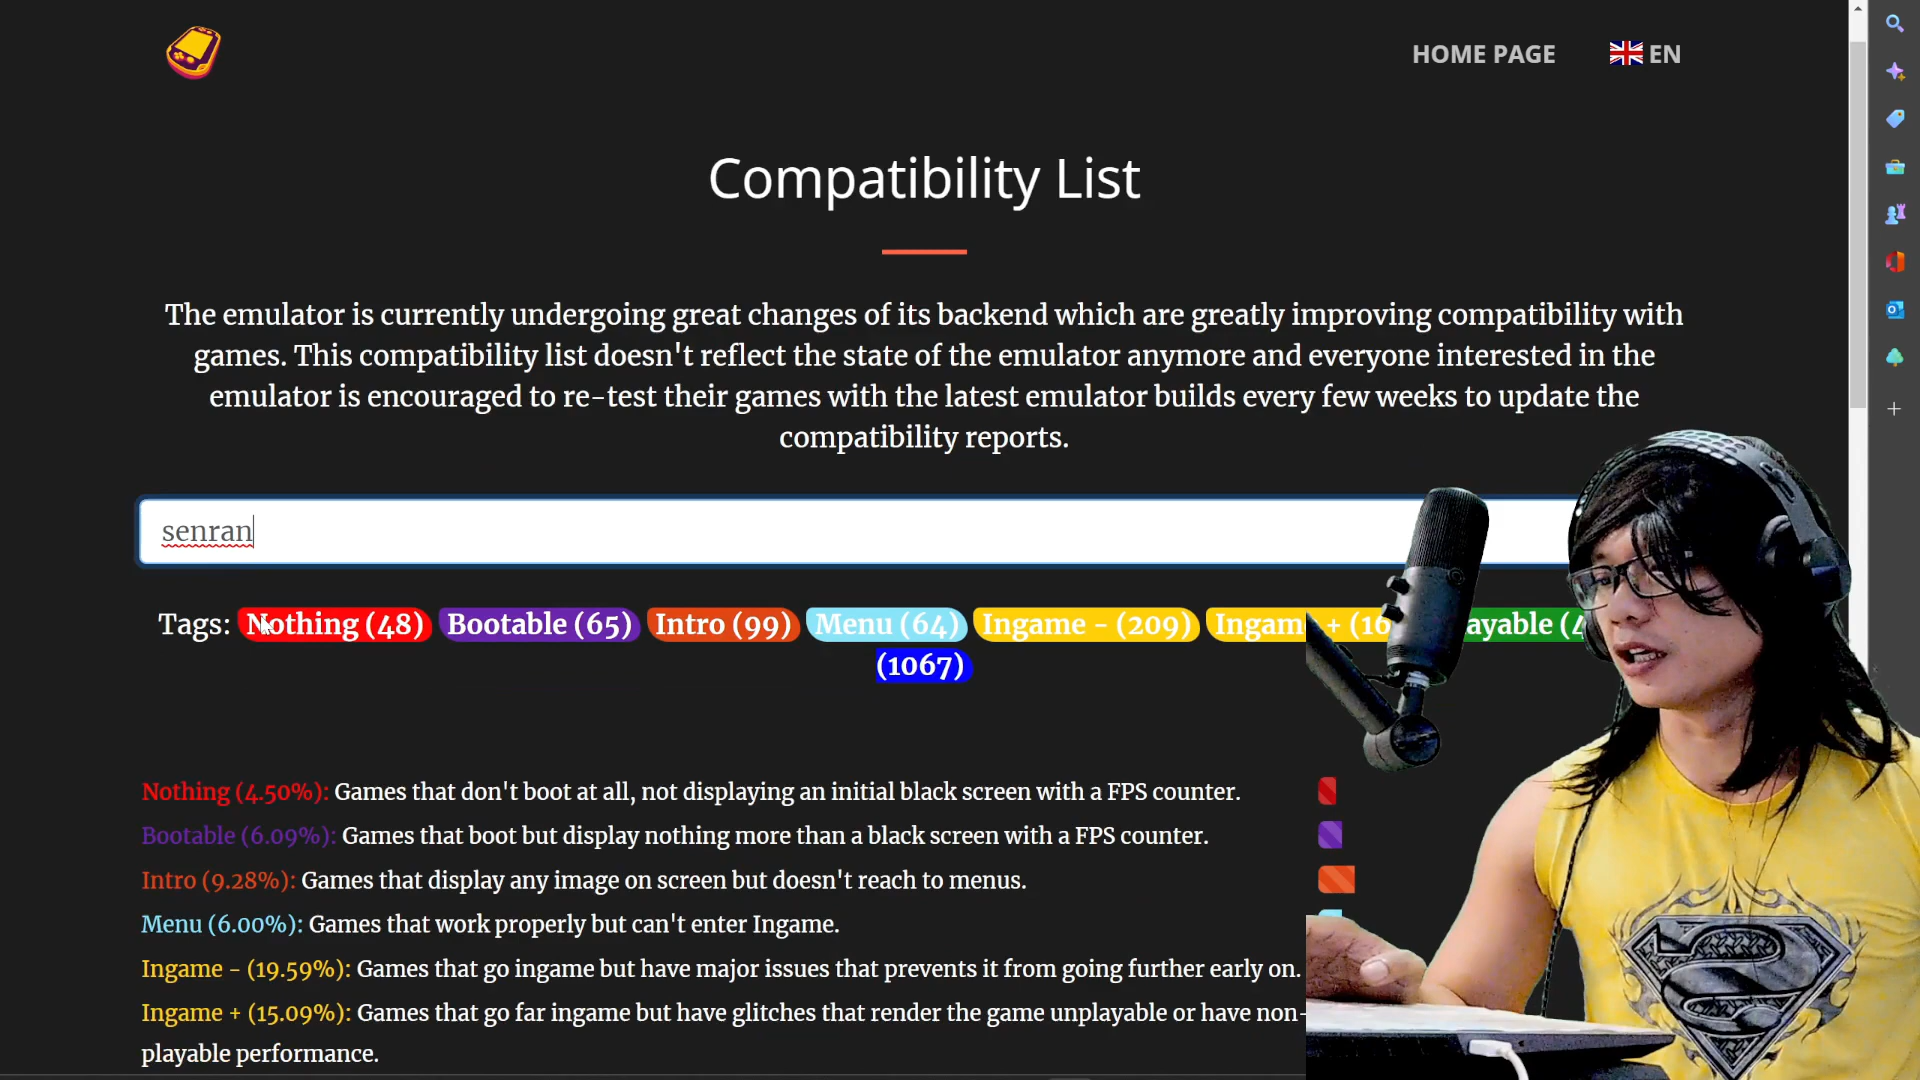 HOME PAGE
EN
Compatibility List
The emulator is currently undergoing great changes of its backend which are greatly improving compatibility with
games. This compatibility list doesn't reflect the state of the emulator anymore and everyone interested in the
emulator is encouraged to re-test their games with the latest emulator builds every few weeks to update the
compatibility reports.
senran
Tags: Nothing (48) Bootable (65) Intro (99) Menu (64) Ingame - (209)
(1067)
Nothing (4.50%): Games that don't boot at all, not displaying an initial black screen with a FPS counter.
Bootable (6.09%): Games that boot but display nothing more than a black screen with a FPS counter.
Intro (9.28%): Games that display any image on screen but doesn't reach to menus.
Menu (6.00%): Games that work properly but can't enter Ingame.
Ingame - (19.59%): Games that go ingame but have major issues that prevents it from going further early on.
Ingame + (15.09%): Games that go far ingame but have glitches that render the game unplayable or have non-
playable performance.